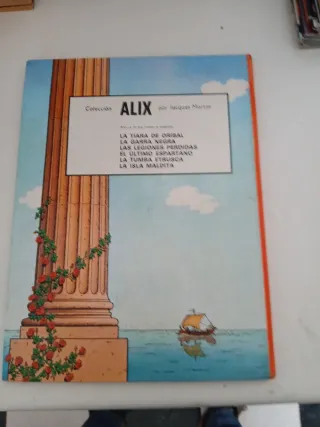 Colección ALIX por Jacques Martin
LA TIARA DE ORIBAL
LA GARRA NEGRA
LAS LEGIONES PERDIDAS
EL ULTIMO ESPARTANO
LA TUMBA ETRUSCA
LA ISLA MALDITA